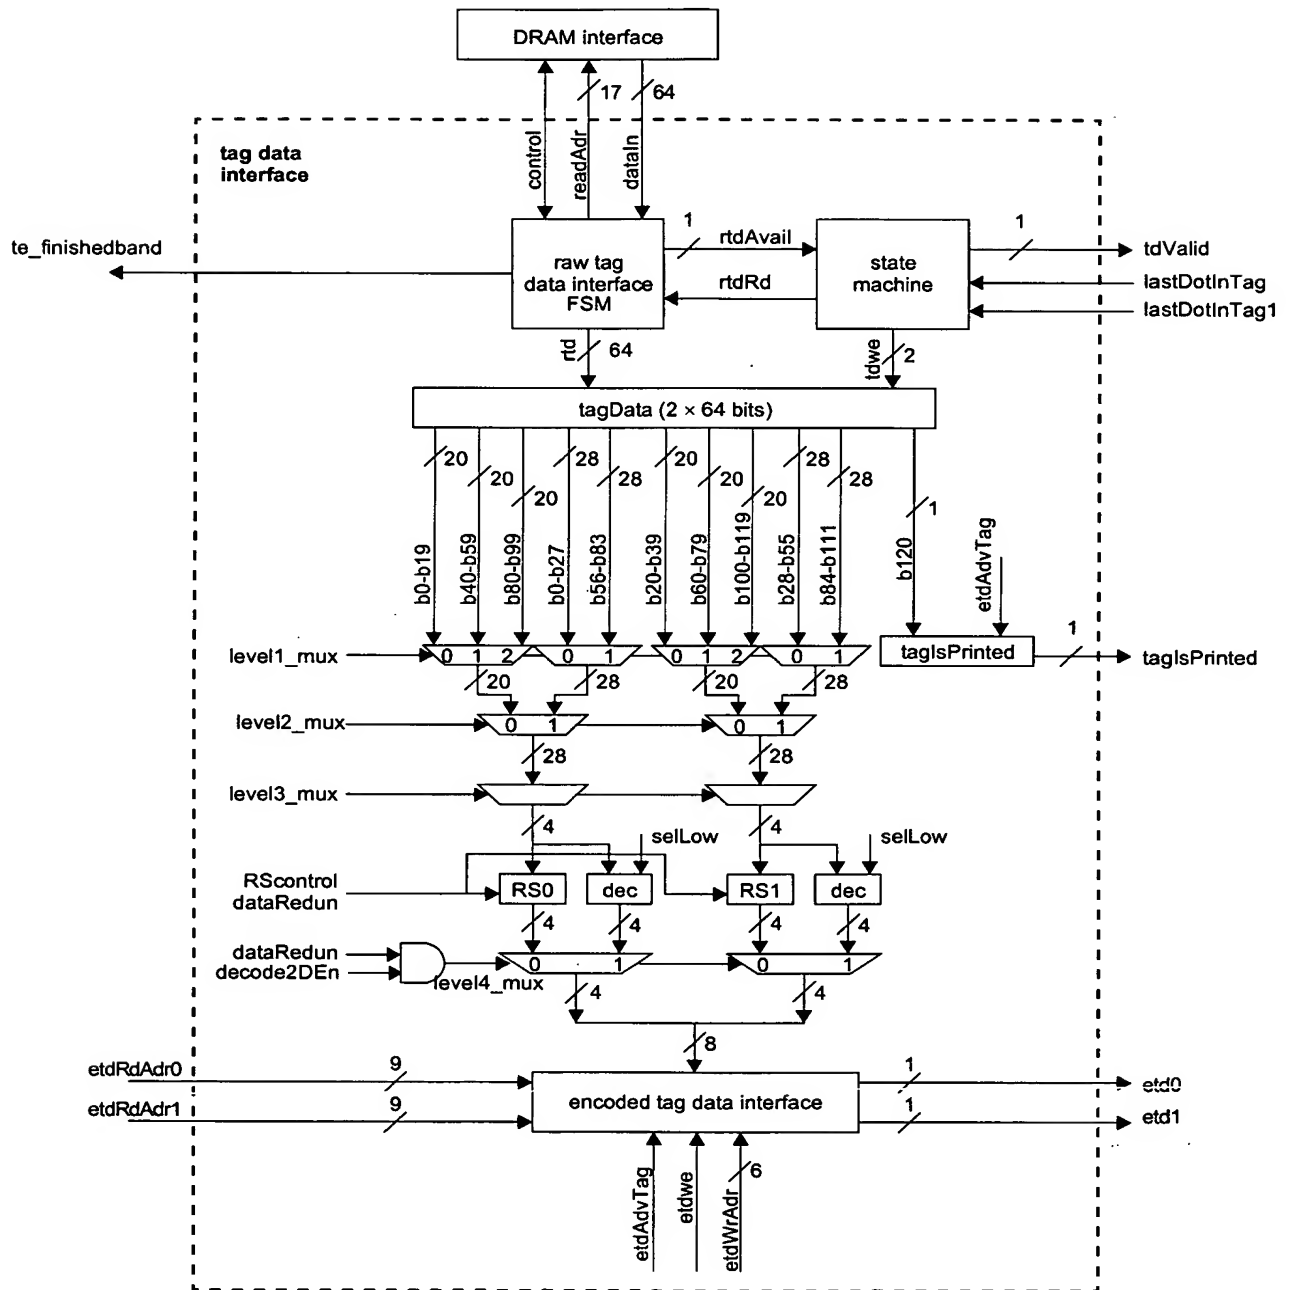 DRAM interface
17
64
tag data
interface
control
readAdr
dataIn
1
1
te_finishedband
raw tag
data interface
FSM
rtdAvail
rtdRd
state
machine
tdValid
lastDotInTag
lastDotInTag1
rtd
64
tdwe
2
tagData (2 × 64 bits)
20
20
20
28
28
20
20
20
28
28
1
b0-b19
b40-b59
b80-b99
b0-b27
b56-b83
b20-b39
b60-b79
b100-b119
b28-b55
b84-b111
b120
etdAdvTag
level1_mux
0 1 2
0 1
0 1 2
0 1
tagIsPrinted
1
tagIsPrinted
20
28
20
28
level2_mux
0 1
0 1
28
28
level3_mux
4
4
selLow
selLow
RScontrol
dataRedun
RS0
dec
RS1
dec
4
4
4
4
dataRedun
decode2DEn
level4_mux
0 1
0 1
4
4
8
etdRdAdr0
9
1
etd0
etdRdAdr1
9
encoded tag data interface
1
etd1
etdAdvTag
etdwe
etdWrAdr
6